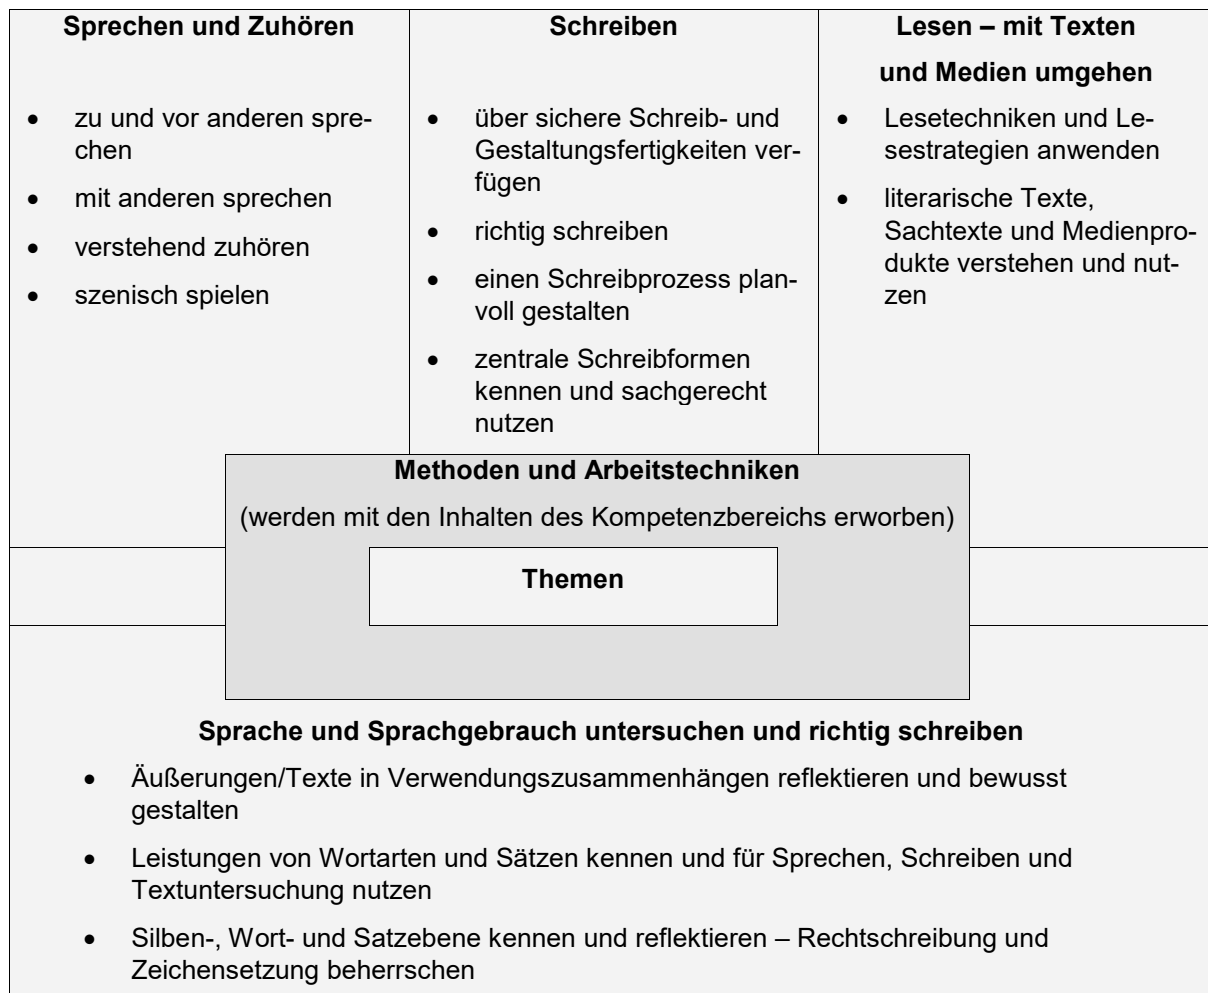 Sprechen und Zuhören
• zu und vor anderen spre-
chen
• mit anderen sprechen
• verstehend zuhören
• szenisch spielen
Schreiben
• über sichere Schreib- und
Gestaltungsfertigkeiten ver-
fügen
• richtig schreiben
• einen Schreibprozess plan-
voll gestalten
• zentrale Schreibformen
kennen und sachgerecht
nutzen
Lesen – mit Texten
und Medien umgehen
• Lesetechniken und Le-
sestrategien anwenden
• literarische Texte,
Sachtexte und Medienpro-
dukte verstehen und nut-
zen
Methoden und Arbeitstechniken
(werden mit den Inhalten des Kompetenzbereichs erworben)
Themen
Sprache und Sprachgebrauch untersuchen und richtig schreiben
• Äußerungen/Texte in Verwendungszusammenhängen reflektieren und bewusst
gestalten
• Leistungen von Wortarten und Sätzen kennen und für Sprechen, Schreiben und
Textuntersuchung nutzen
• Silben-, Wort- und Satzebene kennen und reflektieren – Rechtschreibung und
Zeichensetzung beherrschen